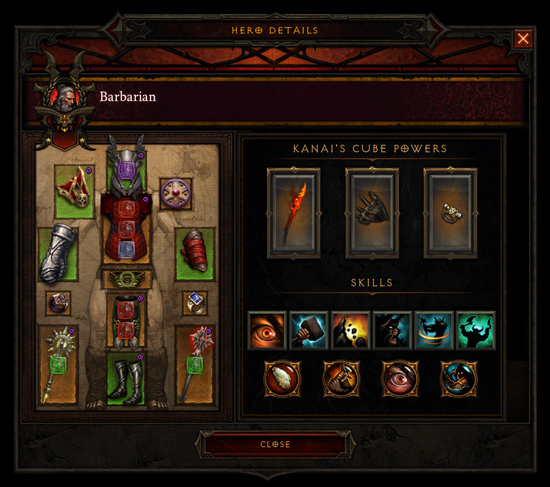 HERO DETAILS
Barbarian
KANAI'S CUBE POWERS
SKILLS
CLOSE